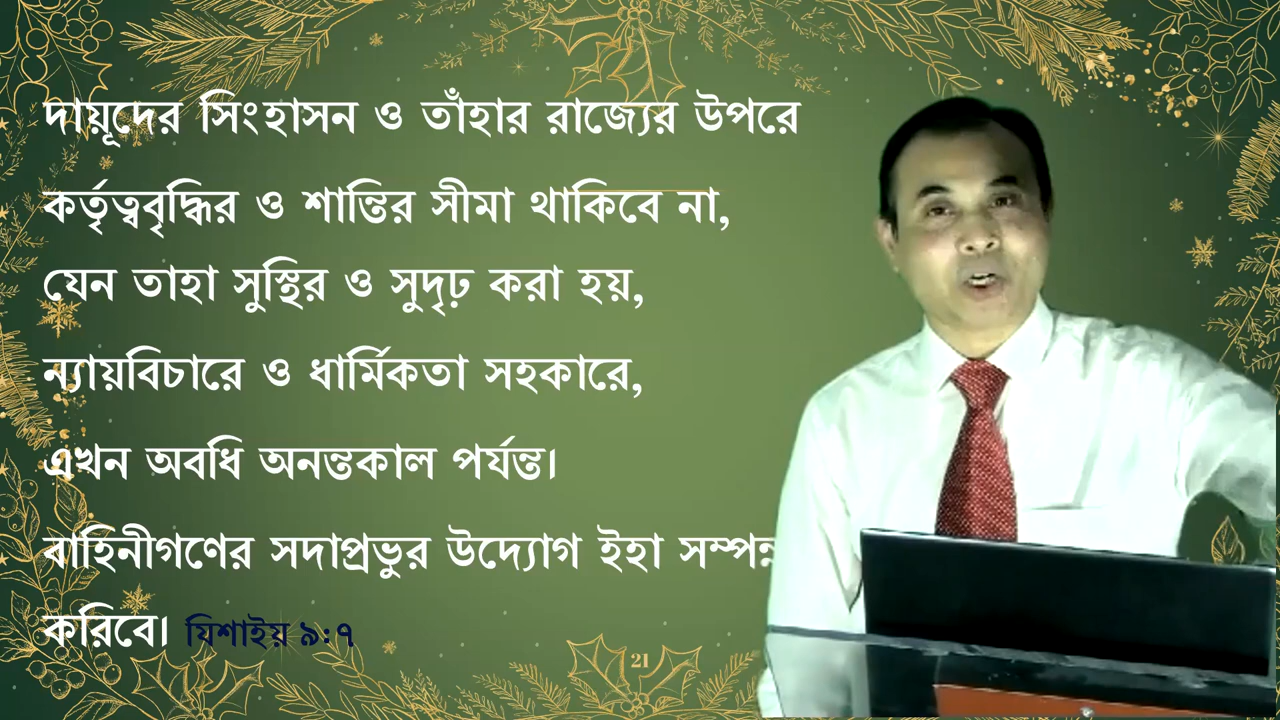 দায়ূদের সিংহাসন ও তাঁহার রাজ্যের উপরে
কর্তৃত্ববৃদ্ধির ও শান্তির সীমা থাকিবে না,
যেন তাহা সুস্থির ও সুদৃঢ় করা হয়,
ন্যায়বিচারে ও ধার্মিকতা সহকারে,
এখন অবধি অনন্তকাল পর্যন্ত।
বাহিনীগণের সদাপ্রভুর উদ্যোগ ইহা সম্পন্ন
করিবে। যিশাইয় ৯:৭
21